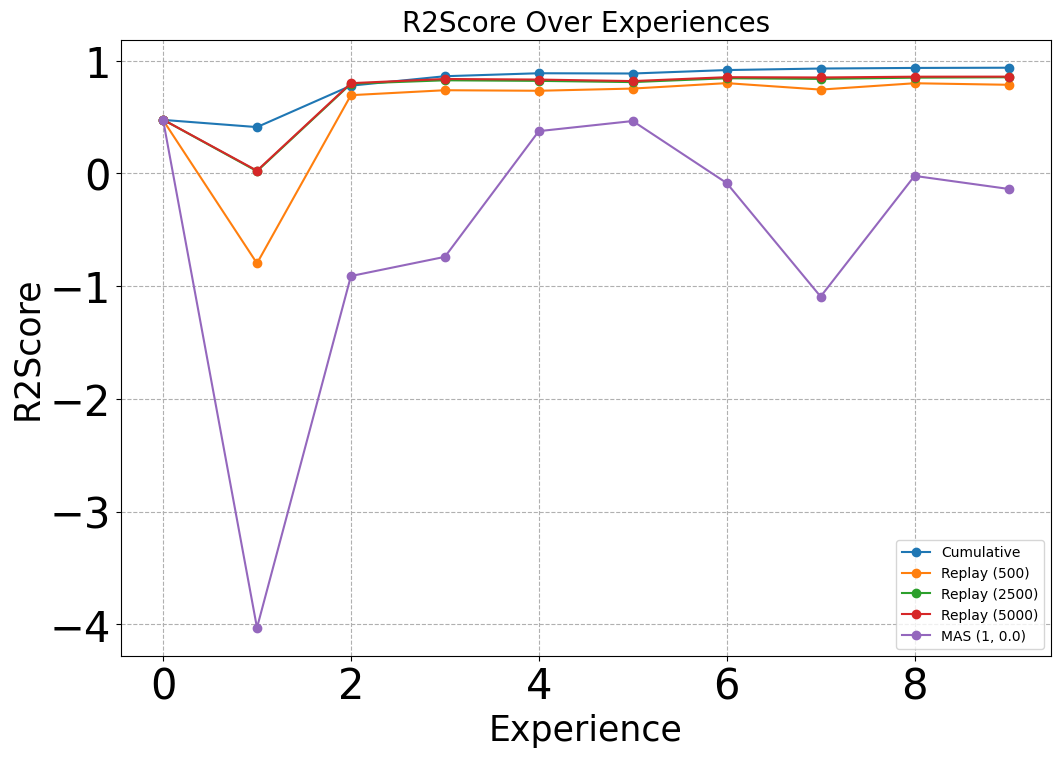 R2Score Over Experiences
1
0
−1
−2
−3
−4
R2Score
Cumulative
Replay (500)
Replay (2500)
Replay (5000)
MAS (1, 0.0)
0 2 4 6 8
Experience